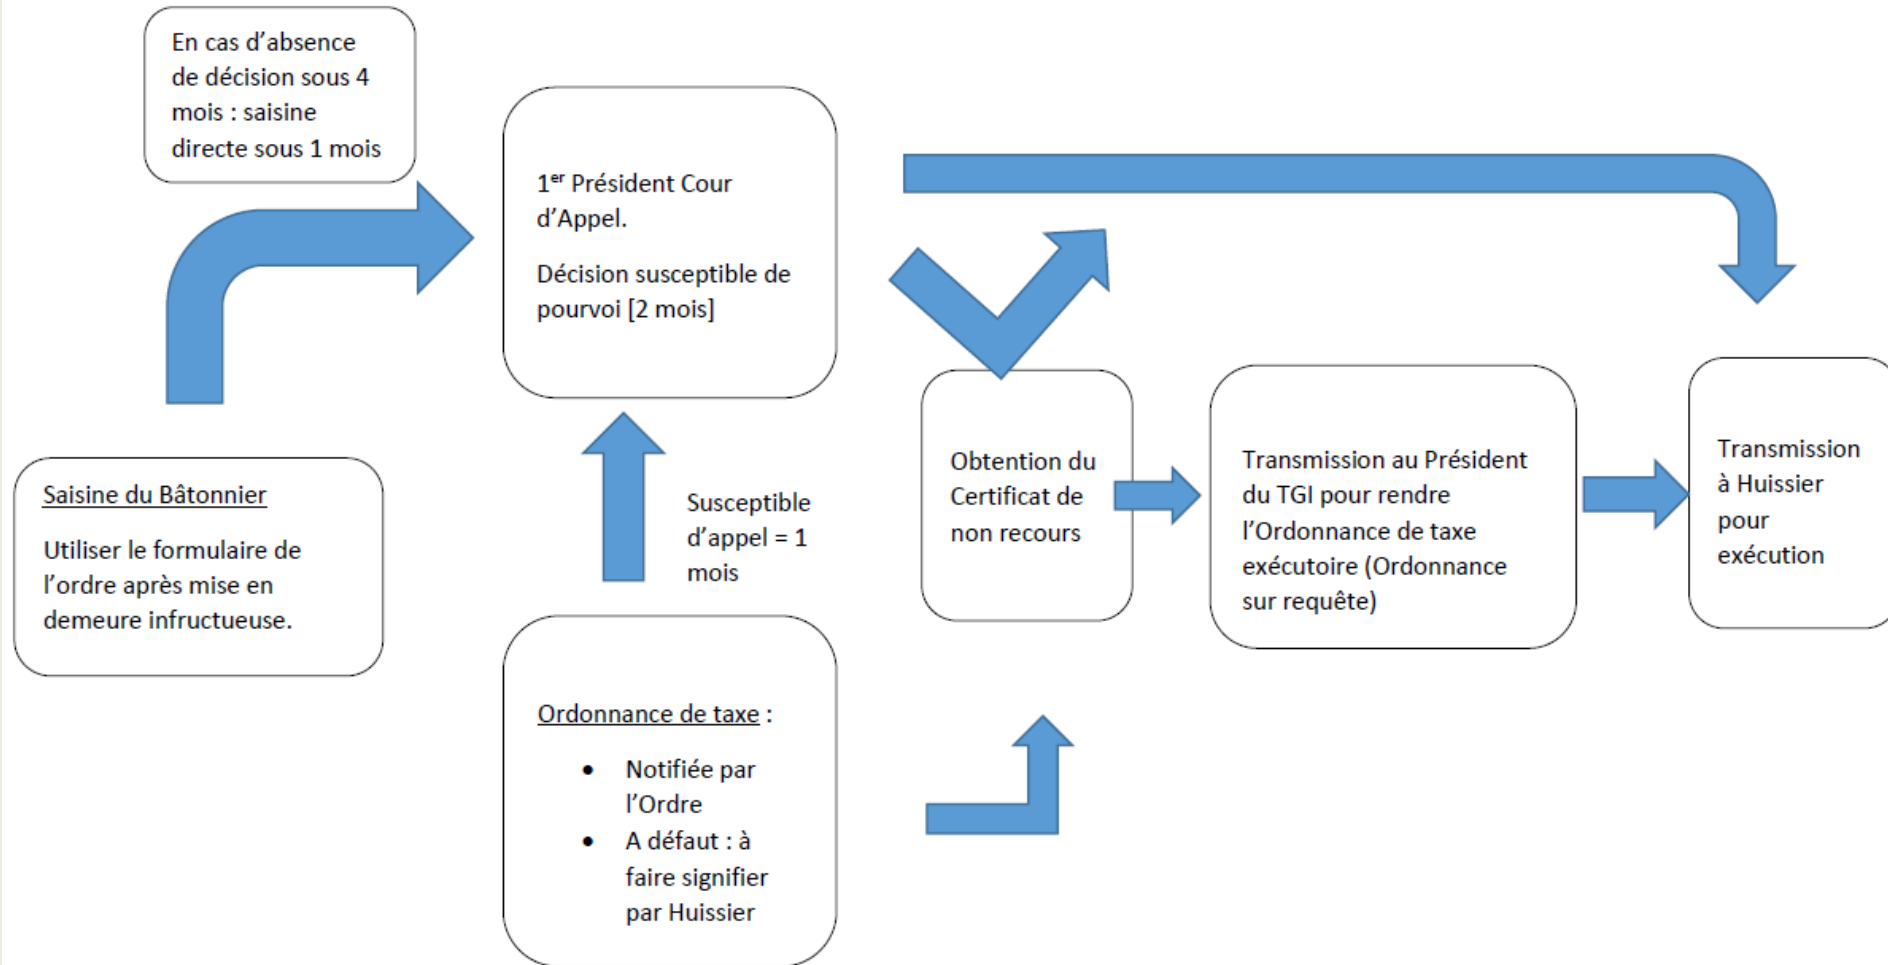 En cas d’absence
de décision sous 4
mois : saisine
directe sous 1 mois
1er Président Cour
d’Appel.
Décision susceptible de
pourvoi [2 mois]
Saisine du Bâtonnier
Utiliser le formulaire de
l’ordre après mise en
demeure infructueuse.
Susceptible
d’appel = 1
mois
Ordonnance de taxe :
• Notifiée par
l’Ordre
• A défaut : à
faire signifier
par Huissier
Obtention du
Certificat de
non recours
Transmission au Président
du TGI pour rendre
l’Ordonnance de taxe
exécutoire (Ordonnance
sur requête)
Transmission
à Huissier
pour
exécution